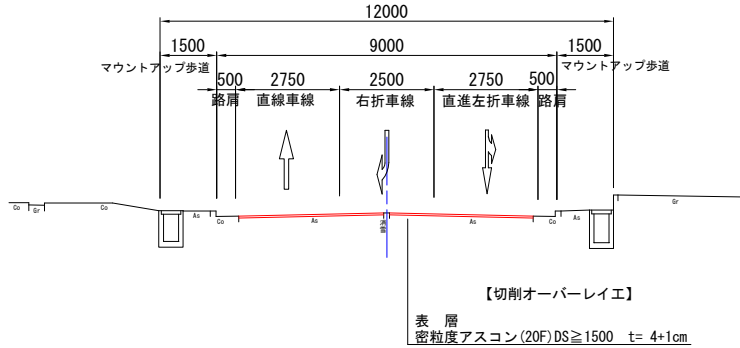 12000
1500 9000 1500
マウントアップ歩道 マウントアップ歩道
500 2750 2500 2750 500
路肩 直線車線 右折車線 直進左折車線 路肩
Co Gr Co As Co As 消雪 As Co As Gr
【切削オーバーレイエ】
表　層
密粒度アスコン(20F)DS≧1500　t= 4+1cm